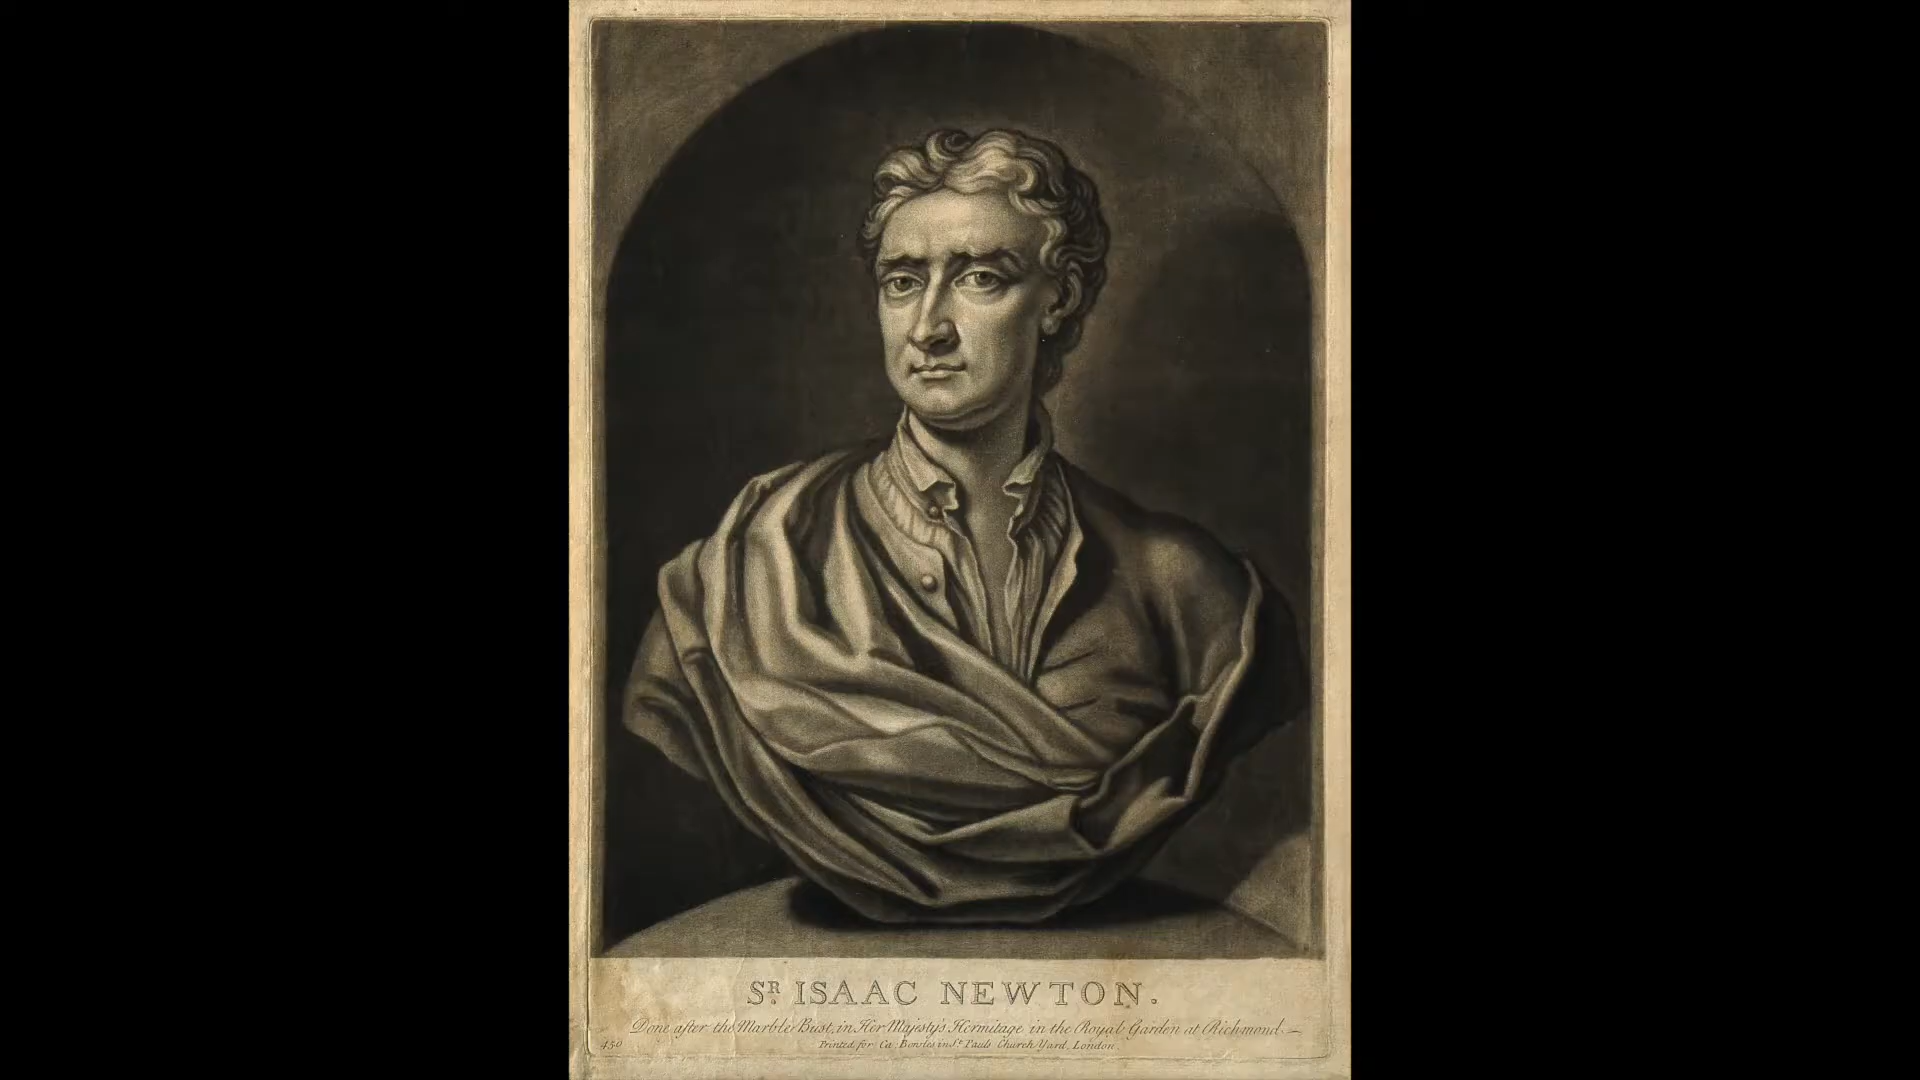 SR. ISAAC NEWTON.
Done after the Marble Bust, in Her Majesty's Hermitage in the Royal Garden at Richmond
450
Printed for Ca: Bowles in St. Pauls Church Yard, London.